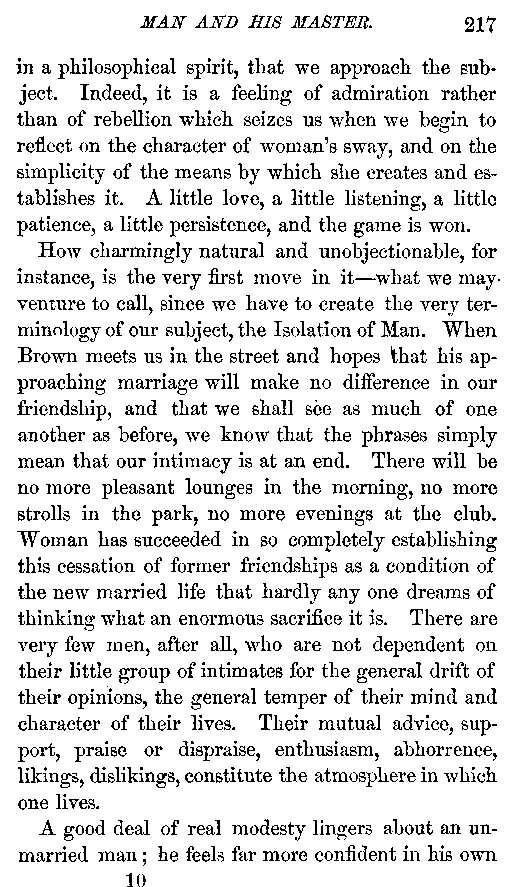 MAN AND HIS MASTER. 217
in a philosophical spirit, that we approach the sub-
ject. Indeed, it is a feeling of admiration rather
than of rebellion which seizes us when we begin to
reflect on the character of woman's sway, and on the
simplicity of the means by which she creates and es-
tablishes it. A little love, a little listening, a little
patience, a little persistence, and the game is won.
How charmingly natural and unobjectionable, for
instance, is the very first move in it—what we may
venture to call, since we have to create the very ter-
minology of our subject, the Isolation of Man. When
Brown meets us in the street and hopes that his ap-
proaching marriage will make no difference in our
friendship, and that we shall see as much of one
another as before, we know that the phrases simply
mean that our intimacy is at an end. There will be
no more pleasant lounges in the morning, no more
strolls in the park, no more evenings at the club.
Woman has succeeded in so completely establishing
this cessation of former friendships as a condition of
the new married life that hardly any one dreams of
thinking what an enormous sacrifice it is. There are
very few men, after all, who are not dependent on
their little group of intimates for the general drift of
their opinions, the general temper of their mind and
character of their lives. Their mutual advice, sup-
port, praise or dispraise, enthusiasm, abhorrence,
likings, dislikings, constitute the atmosphere in which
one lives.
A good deal of real modesty lingers about an un-
married man; he feels far more confident in his own
10